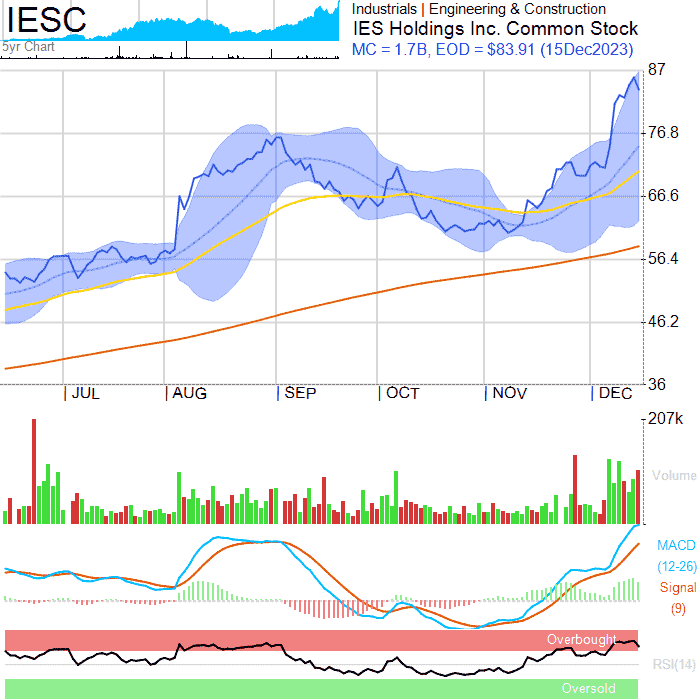 IESC
5yr Chart
Industrials | Engineering & Construction
IES Holdings Inc. Common Stock
MC = 1.7B, EOD = $83.91 (15Dec2023)
87
76.8
66.6
56.4
46.2
36
JUL
AUG
SEP
OCT
NOV
DEC
207k
Volume
MACD
(12-26)
Signal
(9)
Overbought
RSI(14)
Oversold